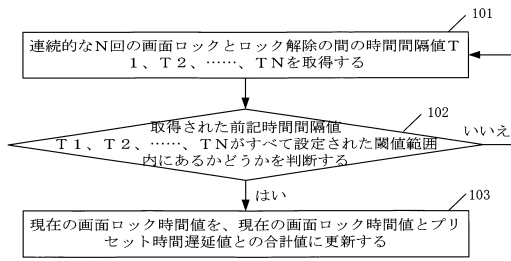 101
連続的なN回の画面ロックとロック解除の間の時間間隔値T
1、T2、……、TNを取得する
102
取得された前記時間間隔値
T1、T2、……、TNがすべて設定された閾値範囲
内にあるかどうかを判断する
いいえ
はい
103
現在の画面ロック時間値を、現在の画面ロック時間値とプリ
セット時間遅延値との合計値に更新する